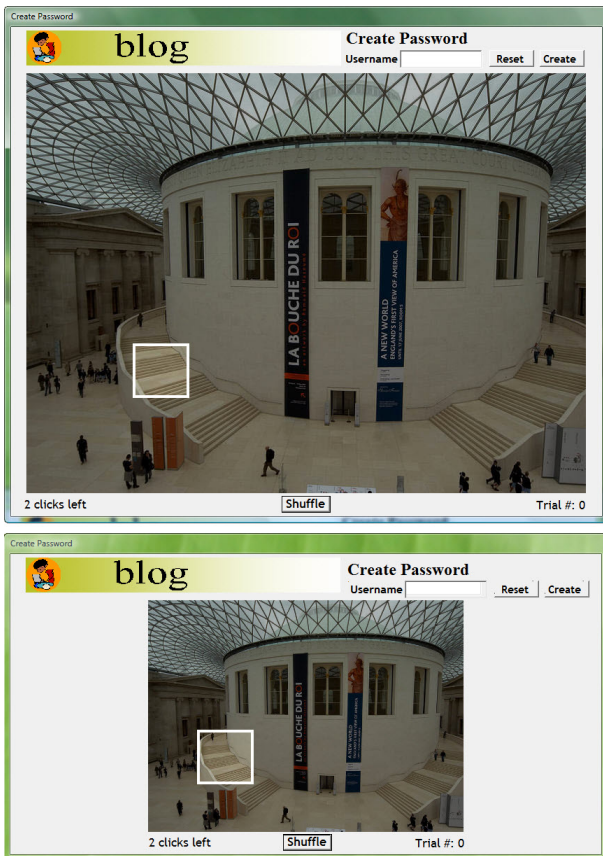 Create Password
blog
Create Password
Username
Reset
Create
LA BOUCHE DU ROI
A NEW WORLD
ENGLAND'S FIRST VIEW OF AMERICA
2 clicks left
Shuffle
Trial #: 0
Create Password
blog
Create Password
Username
Reset
Create
LA BOUCHE DU ROI
A NEW WORLD
2 clicks left
Shuffle
Trial #: 0